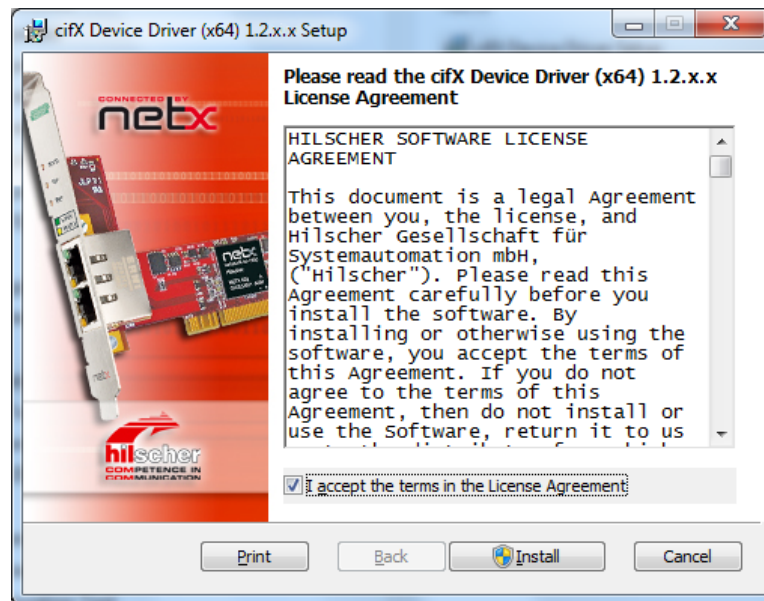 cifX Device Driver (x64) 1.2.x.x Setup
CONNECTED BY
netX
Please read the cifX Device Driver (x64) 1.2.x.x
License Agreement
HILSCHER SOFTWARE LICENSE
AGREEMENT
This document is a legal Agreement
between you, the license, and
Hilscher Gesellschaft für
Systemautomation mbH,
("Hilscher"). Please read this
Agreement carefully before you
install the software. By
installing or otherwise using the
software, you accept the terms of
this Agreement. If you do not
agree to the terms of this
Agreement, then do not install or
use the Software, return it to us
hilscher
COMPETENCE IN
COMMUNICATION
I accept the terms in the License Agreement
Print
Back
Install
Cancel